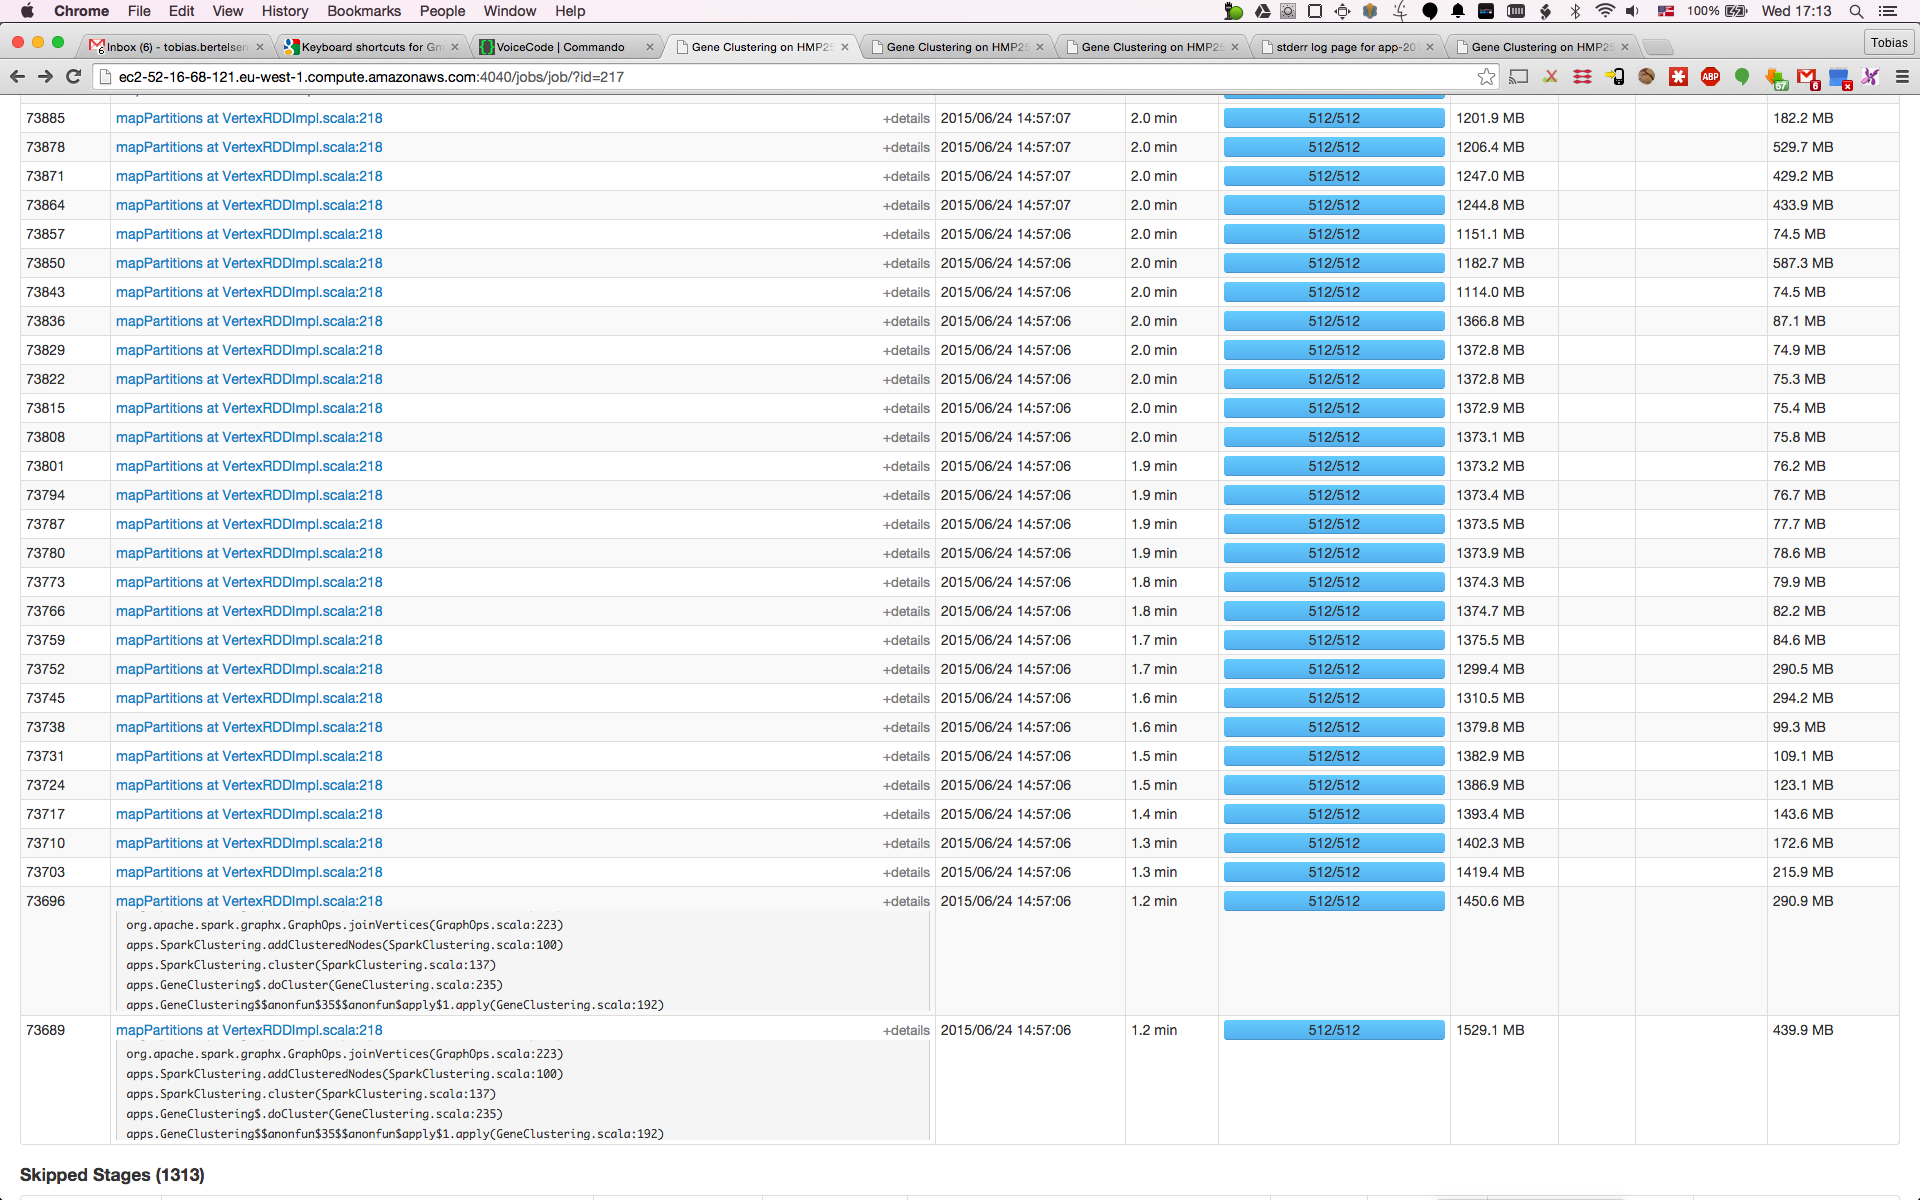 Chrome File Edit View History Bookmarks People Window Help 100% Wed 17:13
Inbox (6) - tobias.bertelsen Keyboard shortcuts for Gm VoiceCode | Commando Gene Clustering on HMP25 Gene Clustering on HMP25 Gene Clustering on HMP25 stderr log page for app-20 Gene Clustering on HMP25 Tobias
ec2-52-16-68-121.eu-west-1.compute.amazonaws.com:4040/jobs/job/?id=217 ABP
73885 mapPartitions at VertexRDDImpl.scala:218 +details 2015/06/24 14:57:07 2.0 min 512/512 1201.9 MB 182.2 MB
73878 mapPartitions at VertexRDDImpl.scala:218 +details 2015/06/24 14:57:07 2.0 min 512/512 1206.4 MB 529.7 MB
73871 mapPartitions at VertexRDDImpl.scala:218 +details 2015/06/24 14:57:07 2.0 min 512/512 1247.0 MB 429.2 MB
73864 mapPartitions at VertexRDDImpl.scala:218 +details 2015/06/24 14:57:07 2.0 min 512/512 1244.8 MB 433.9 MB
73857 mapPartitions at VertexRDDImpl.scala:218 +details 2015/06/24 14:57:06 2.0 min 512/512 1151.1 MB 74.5 MB
73850 mapPartitions at VertexRDDImpl.scala:218 +details 2015/06/24 14:57:06 2.0 min 512/512 1182.7 MB 587.3 MB
73843 mapPartitions at VertexRDDImpl.scala:218 +details 2015/06/24 14:57:06 2.0 min 512/512 1114.0 MB 74.5 MB
73836 mapPartitions at VertexRDDImpl.scala:218 +details 2015/06/24 14:57:06 2.0 min 512/512 1366.8 MB 87.1 MB
73829 mapPartitions at VertexRDDImpl.scala:218 +details 2015/06/24 14:57:06 2.0 min 512/512 1372.8 MB 74.9 MB
73822 mapPartitions at VertexRDDImpl.scala:218 +details 2015/06/24 14:57:06 2.0 min 512/512 1372.8 MB 75.3 MB
73815 mapPartitions at VertexRDDImpl.scala:218 +details 2015/06/24 14:57:06 2.0 min 512/512 1372.9 MB 75.4 MB
73808 mapPartitions at VertexRDDImpl.scala:218 +details 2015/06/24 14:57:06 2.0 min 512/512 1373.1 MB 75.8 MB
73801 mapPartitions at VertexRDDImpl.scala:218 +details 2015/06/24 14:57:06 1.9 min 512/512 1373.2 MB 76.2 MB
73794 mapPartitions at VertexRDDImpl.scala:218 +details 2015/06/24 14:57:06 1.9 min 512/512 1373.4 MB 76.7 MB
73787 mapPartitions at VertexRDDImpl.scala:218 +details 2015/06/24 14:57:06 1.9 min 512/512 1373.5 MB 77.7 MB
73780 mapPartitions at VertexRDDImpl.scala:218 +details 2015/06/24 14:57:06 1.9 min 512/512 1373.9 MB 78.6 MB
73773 mapPartitions at VertexRDDImpl.scala:218 +details 2015/06/24 14:57:06 1.8 min 512/512 1374.3 MB 79.9 MB
73766 mapPartitions at VertexRDDImpl.scala:218 +details 2015/06/24 14:57:06 1.8 min 512/512 1374.7 MB 82.2 MB
73759 mapPartitions at VertexRDDImpl.scala:218 +details 2015/06/24 14:57:06 1.7 min 512/512 1375.5 MB 84.6 MB
73752 mapPartitions at VertexRDDImpl.scala:218 +details 2015/06/24 14:57:06 1.7 min 512/512 1299.4 MB 290.5 MB
73745 mapPartitions at VertexRDDImpl.scala:218 +details 2015/06/24 14:57:06 1.6 min 512/512 1310.5 MB 294.2 MB
73738 mapPartitions at VertexRDDImpl.scala:218 +details 2015/06/24 14:57:06 1.6 min 512/512 1379.8 MB 99.3 MB
73731 mapPartitions at VertexRDDImpl.scala:218 +details 2015/06/24 14:57:06 1.5 min 512/512 1382.9 MB 109.1 MB
73724 mapPartitions at VertexRDDImpl.scala:218 +details 2015/06/24 14:57:06 1.5 min 512/512 1386.9 MB 123.1 MB
73717 mapPartitions at VertexRDDImpl.scala:218 +details 2015/06/24 14:57:06 1.4 min 512/512 1393.4 MB 143.6 MB
73710 mapPartitions at VertexRDDImpl.scala:218 +details 2015/06/24 14:57:06 1.3 min 512/512 1402.3 MB 172.6 MB
73703 mapPartitions at VertexRDDImpl.scala:218 +details 2015/06/24 14:57:06 1.3 min 512/512 1419.4 MB 215.9 MB
73696 mapPartitions at VertexRDDImpl.scala:218 +details 2015/06/24 14:57:06 1.2 min 512/512 1450.6 MB 290.9 MB
org.apache.spark.graphx.GraphOps.joinVertices(GraphOps.scala:223)
apps.SparkClustering.addClusteredNodes(SparkClustering.scala:100)
apps.SparkClustering.cluster(SparkClustering.scala:137)
apps.GeneClustering$.doCluster(GeneClustering.scala:235)
apps.GeneClustering$$anonfun$35$$anonfun$apply$1.apply(GeneClustering.scala:192)
73689 mapPartitions at VertexRDDImpl.scala:218 +details 2015/06/24 14:57:06 1.2 min 512/512 1529.1 MB 439.9 MB
org.apache.spark.graphx.GraphOps.joinVertices(GraphOps.scala:223)
apps.SparkClustering.addClusteredNodes(SparkClustering.scala:100)
apps.SparkClustering.cluster(SparkClustering.scala:137)
apps.GeneClustering$.doCluster(GeneClustering.scala:235)
apps.GeneClustering$$anonfun$35$$anonfun$apply$1.apply(GeneClustering.scala:192)
Skipped Stages (1313)